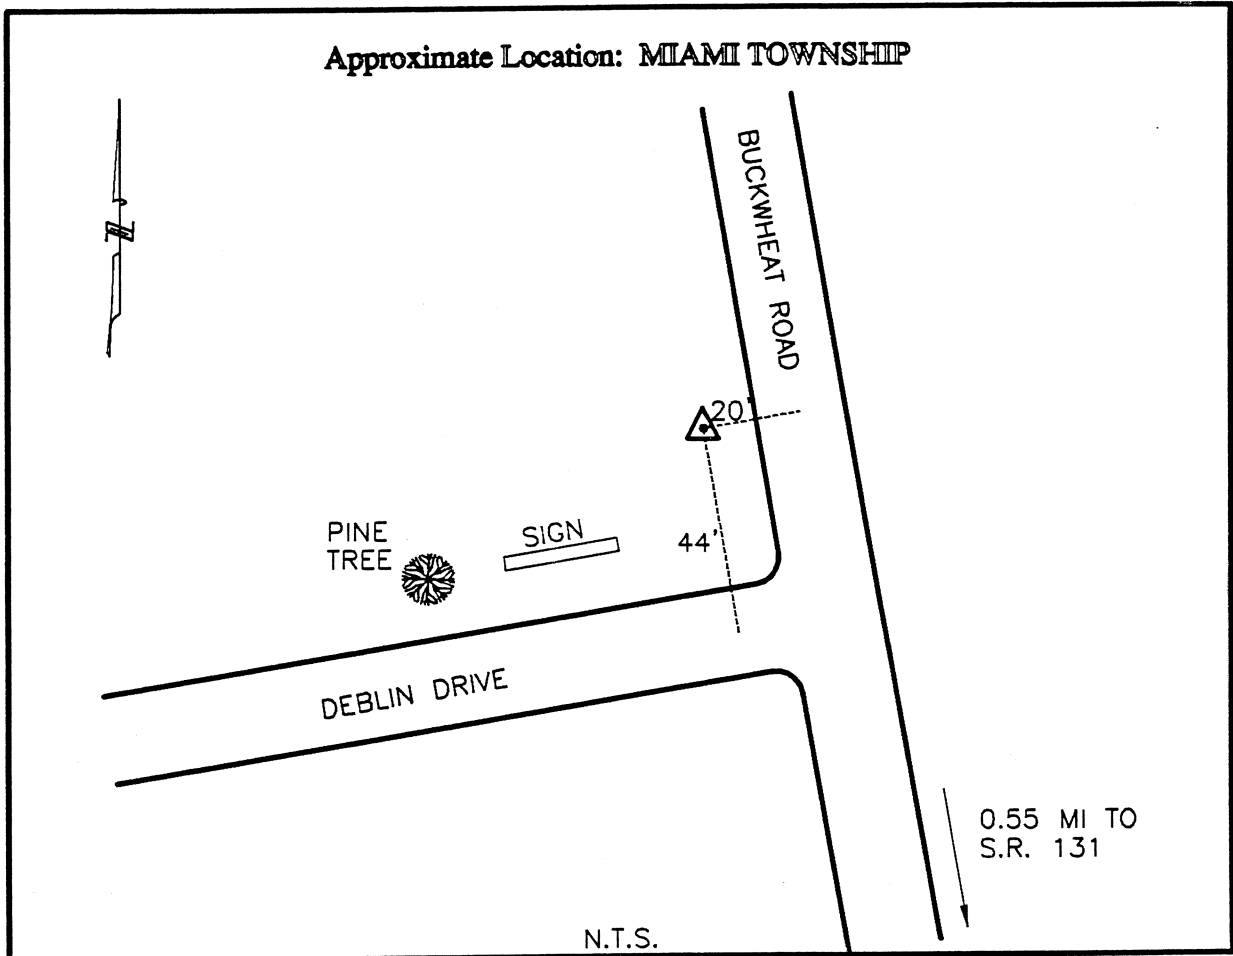 Approximate Location: MIAMI TOWNSHIP
N
BUCKWHEAT ROAD
20'
44'
SIGN
PINE
TREE
DEBLIN DRIVE
0.55 MI TO
S.R. 131
N.T.S.